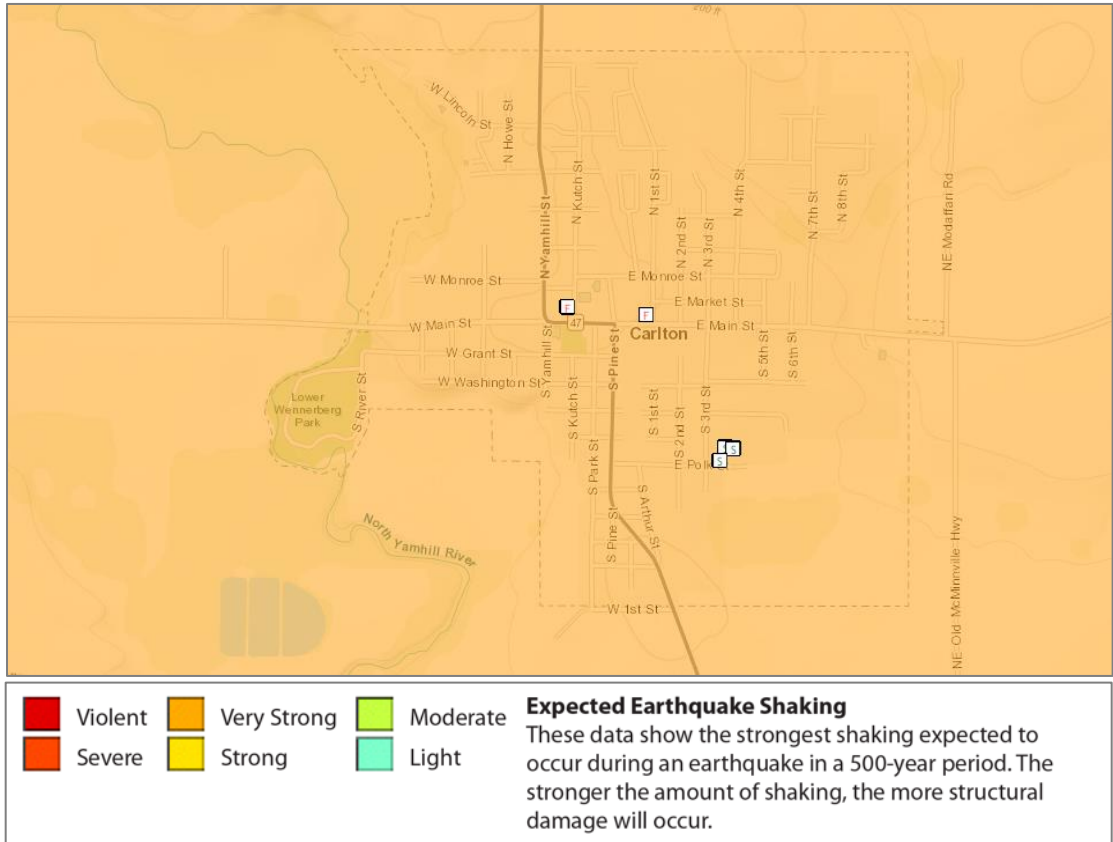 200 ft
W Lincoln St
N Howe St
N Yamhill St
N Kutch St
N 1st St
N 2nd St
N 3rd St
N 4th St
N 7th St
N 8th St
NE Modaffari Rd
W Monroe St
E Monroe St
F
F
E Market St
47
W Main St
E Main St
Carlton
S Yamhill St
S Pine St
W Grant St
S 5th St
S 6th St
W Washington St
Lower
Wennerberg
Park
S River St
S Kutch St
S 1st St
S 2nd St
S 3rd St
S
S
E Polk St
S Park St
S Arthur St
S Pine St
North Yamhill River
W 1st St
NE Old McMinnville Hwy
Violent
Very Strong
Moderate
Severe
Strong
Light
Expected Earthquake Shaking
These data show the strongest shaking expected to
occur during an earthquake in a 500-year period. The
stronger the amount of shaking, the more structural
damage will occur.